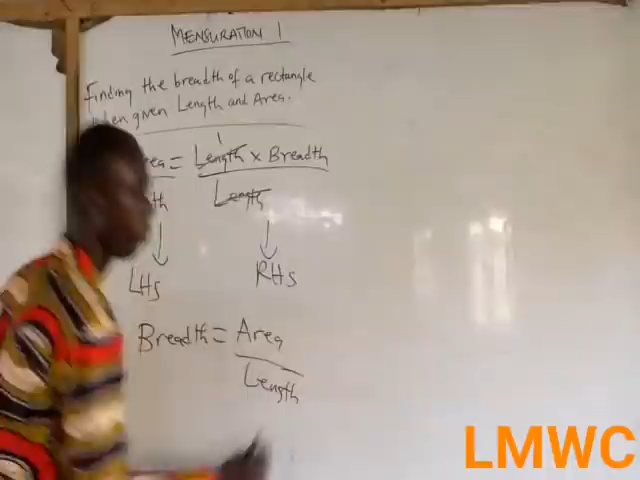 MENSURATION 1
Finding the breadth of a rectangle
given Length and Area.
1
= Length x Breadth
Length
LHs
RHs
Breadth = Area
Length
LMWC